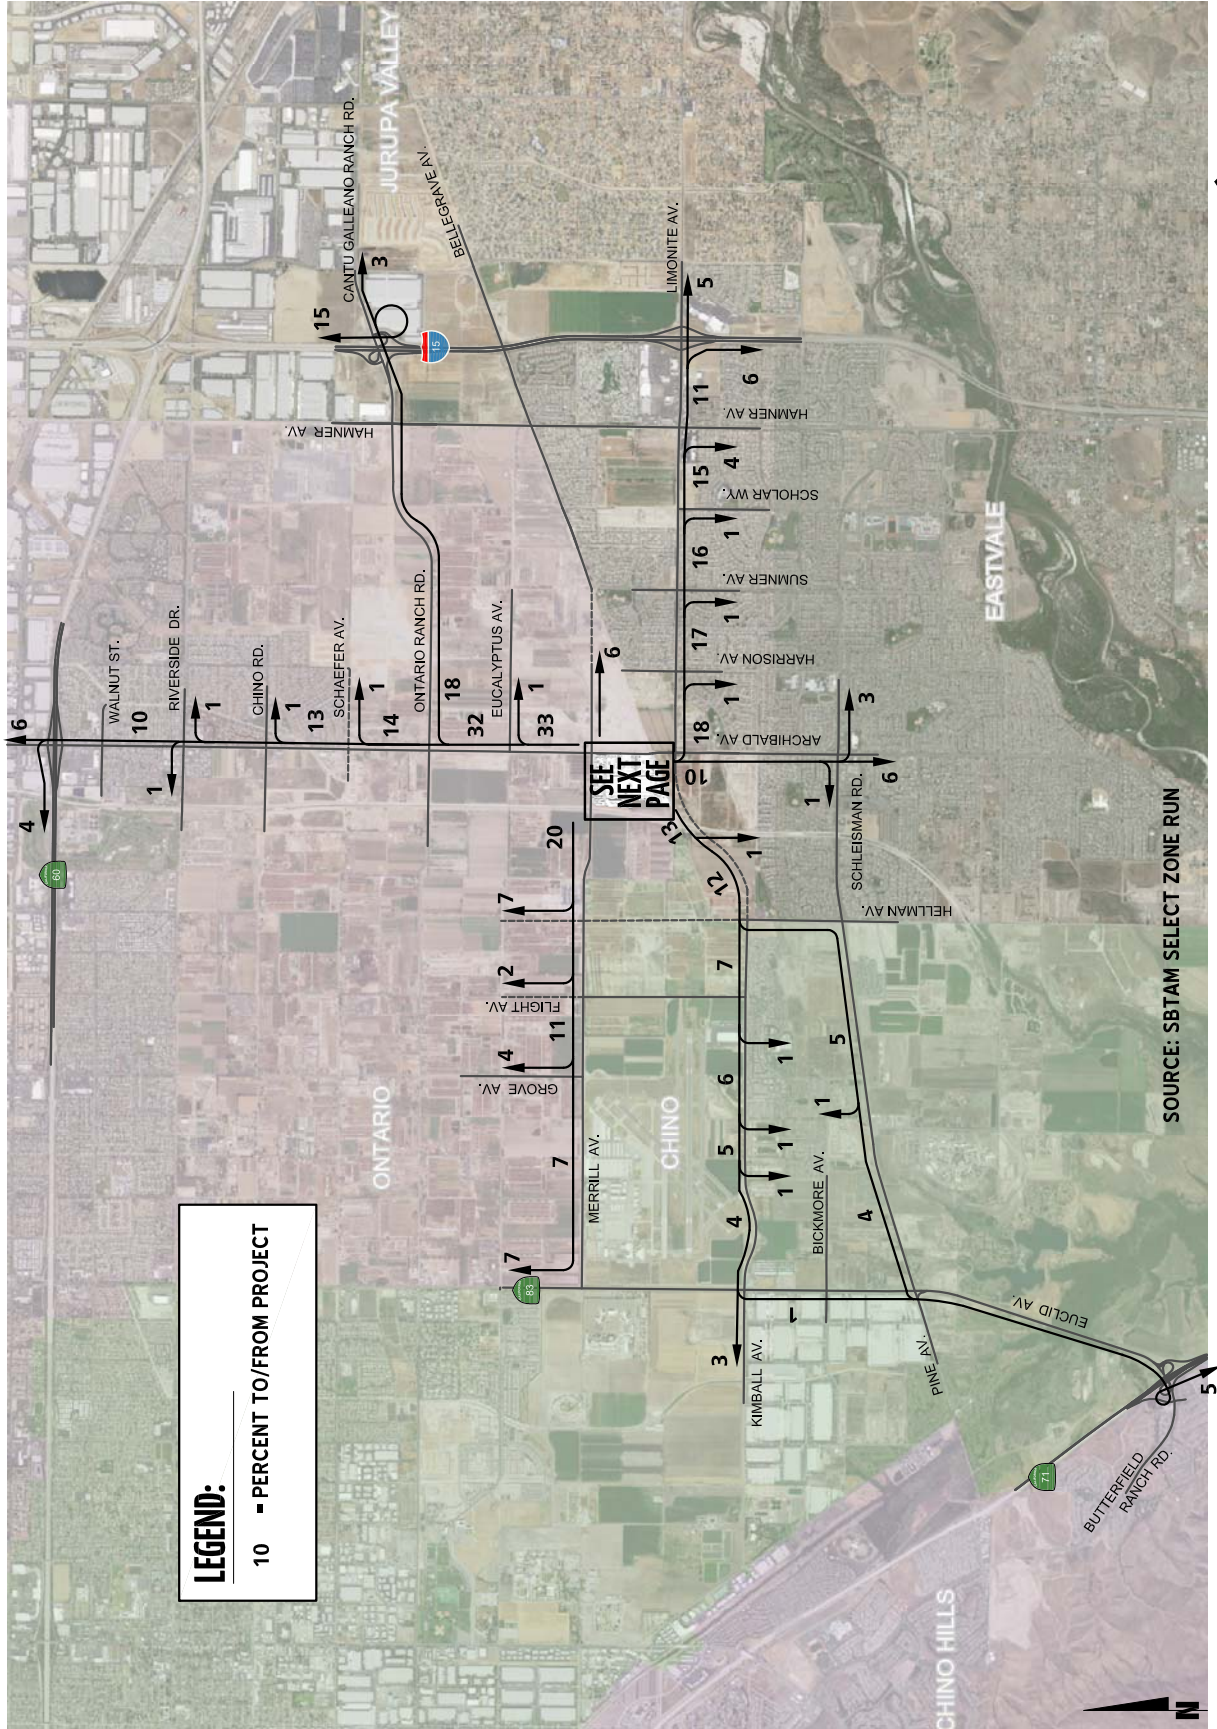 6
4
60
WALNUT ST.
10
1
RIVERSIDE DR.
1
LEGEND:
10 - PERCENT TO/FROM PROJECT
CHINO RD.
1
13
15
HAMNER AV.
SCHAEFER AV.
CANTU GALLEANO RANCH RD.
1
3
14
ONTARIO
JURUPA VALLEY
ONTARIO RANCH RD.
15
BELLEGRAVE AV.
18
32
EUCALYPTUS AV.
1
33
7
83
7
2
4
FLIGHT AV.
GROVE AV.
7
11
20
MERRILL AV.
SEE
NEXT
PAGE
6
CHINO
13
10
LIMONITE AV.
18
17
16
15
11
5
12
7
6
5
4
3
1
1
1
4
6
ARCHIBALD AV.
HARRISON AV.
SUMNER AV.
SCHOLAR WY.
HAMNER AV.
KIMBALL AV.
1
1
1
1
1
1
BICKMORE AV.
1
5
4
SCHLEISMAN RD.
3
6
HELLMAN AV.
PINE AV.
CHINO HILLS
EASTVALE
EUCLID AV.
71
BUTTERFIELD
RANCH RD.
5
SOURCE: SBTAM SELECT ZONE RUN
N